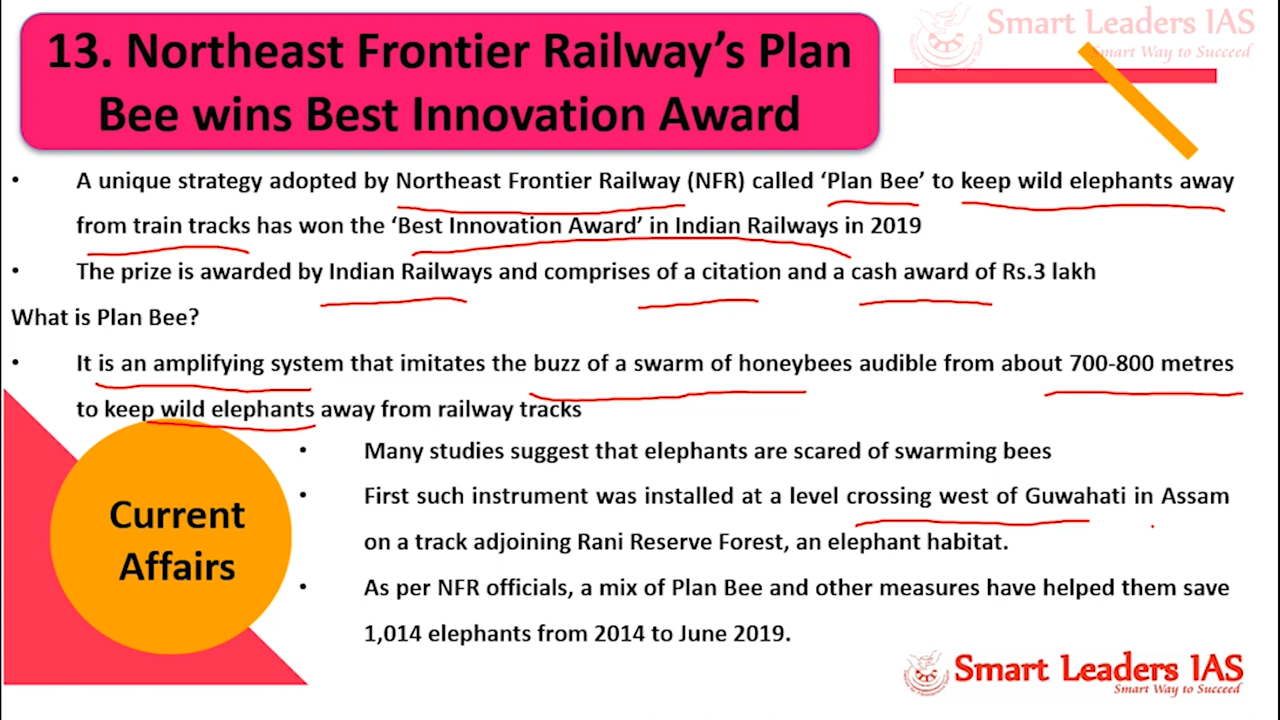 Smart Leaders IAS
Smart Way to Succeed
13. Northeast Frontier Railway’s Plan
Bee wins Best Innovation Award
• A unique strategy adopted by Northeast Frontier Railway (NFR) called ‘Plan Bee’ to keep wild elephants away
from train tracks has won the ‘Best Innovation Award’ in Indian Railways in 2019
• The prize is awarded by Indian Railways and comprises of a citation and a cash award of Rs.3 lakh
What is Plan Bee?
• It is an amplifying system that imitates the buzz of a swarm of honeybees audible from about 700-800 metres
to keep wild elephants away from railway tracks
• Many studies suggest that elephants are scared of swarming bees
• First such instrument was installed at a level crossing west of Guwahati in Assam
on a track adjoining Rani Reserve Forest, an elephant habitat.
• As per NFR officials, a mix of Plan Bee and other measures have helped them save
1,014 elephants from 2014 to June 2019.
Current
Affairs
Smart Leaders IAS
Smart Way to Succeed